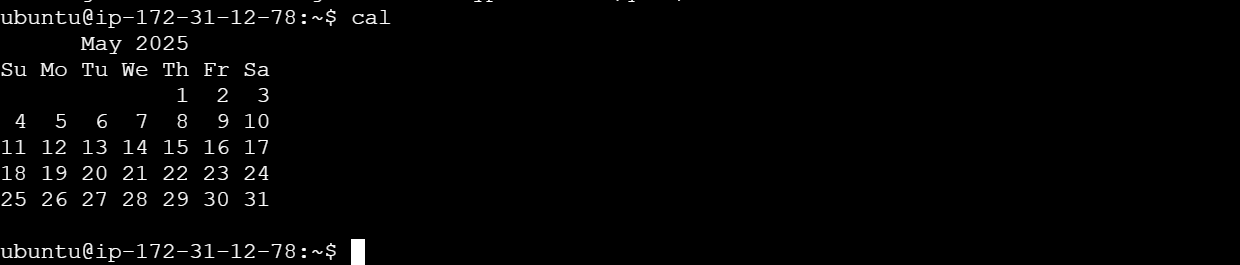 ubuntu@ip-172-31-12-78:~$ cal
      May 2025
Su Mo Tu We Th Fr Sa
             1  2  3
 4  5  6  7  8  9 10
11 12 13 14 15 16 17
18 19 20 21 22 23 24
25 26 27 28 29 30 31
ubuntu@ip-172-31-12-78:~$